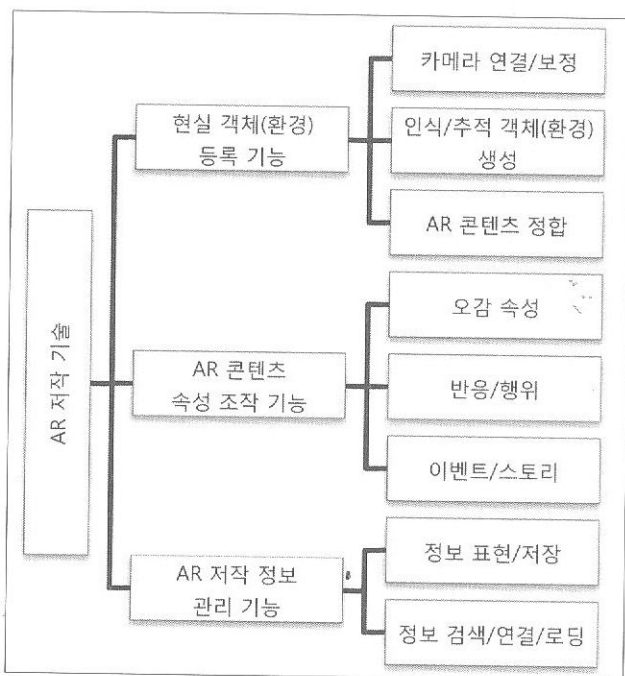 AR 저작 기술
현실 객체(환경)
등록 기능
카메라 연결/보정
인식/추적 객체(환경)
생성
AR 콘텐츠 정합
AR 콘텐츠
속성 조작 기능
오감 속성
반응/행위
이벤트/스토리
AR 저작 정보
관리 기능
정보 표현/저장
정보 검색/연결/로딩